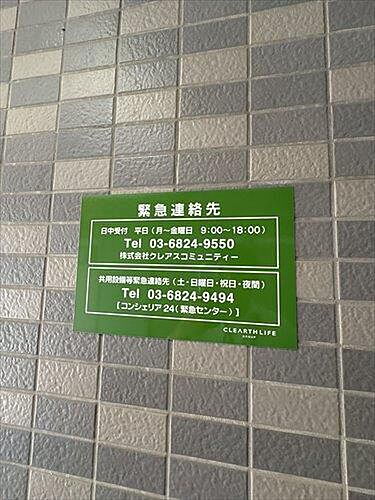 緊急連絡先
日中受付 平日（月～金曜日 9:00～18:00）
Tel 03-6824-9550
株式会社クレアスコミュニティー
共用設備等緊急連絡先（土・日曜日・祝日・夜間）
Tel 03-6824-9494
［コンシェリア24（緊急センター）］
CLEARTH LIFE
GROUP